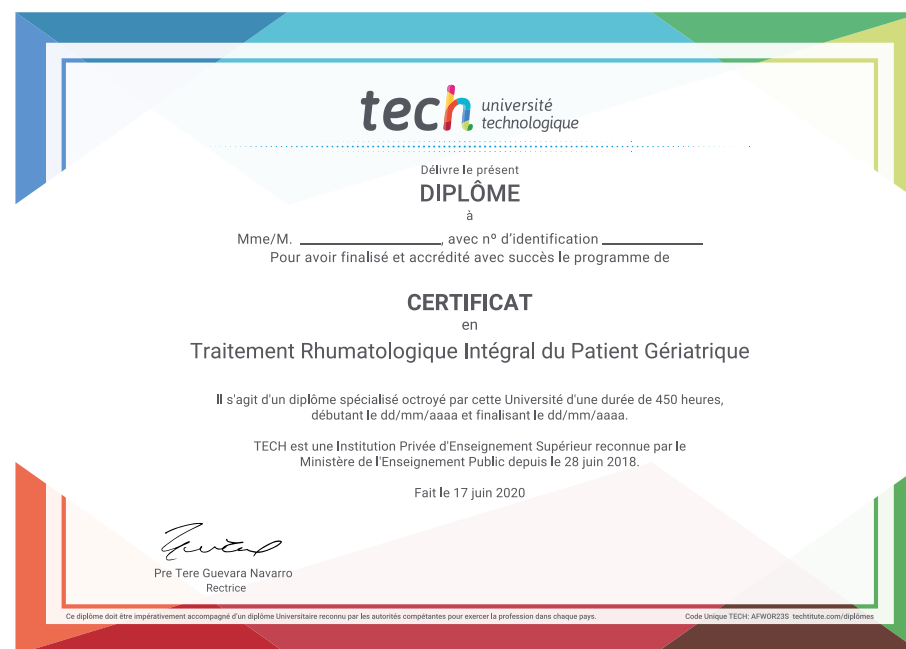 tech université
technologique
Délivre le présent
DIPLÔME
à
Mme/M. ____________________, avec nº d'identification ______________
Pour avoir finalisé et accrédité avec succès le programme de
CERTIFICAT
en
Traitement Rhumatologique Intégral du Patient Gériatrique
Il s'agit d'un diplôme spécialisé octroyé par cette Université d'une durée de 450 heures,
débutant le dd/mm/aaaa et finalisant le dd/mm/aaaa.
TECH est une Institution Privée d'Enseignement Supérieur reconnue par le
Ministère de l'Enseignement Public depuis le 28 juin 2018.
Fait le 17 juin 2020
Pre Tere Guevara Navarro
Rectrice
Ce diplôme doit être impérativement accompagné d'un diplôme Universitaire reconnu par les autorités compétantes pour exercer la profession dans chaque pays.
Code Unique TECH: AFWOR23S techtitute.com/diplômes